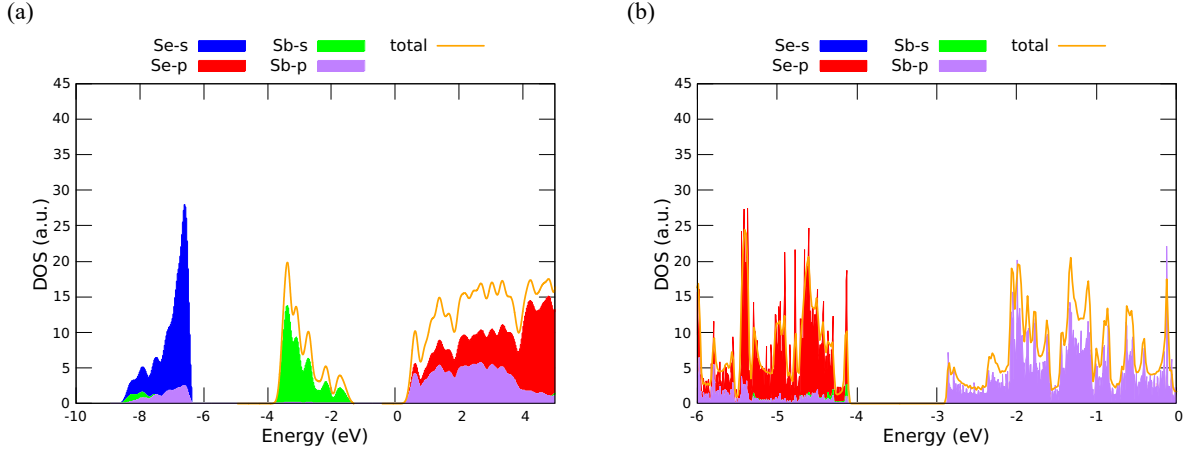 (a)
Se-s Sb-s total
Se-p Sb-p
45
40
35
30
25
20
15
10
5
0
DOS (a.u.)
-10 -8 -6 -4 -2 0 2 4
Energy (eV)
(b)
Se-s Sb-s total
Se-p Sb-p
45
40
35
30
25
20
15
10
5
0
DOS (a.u.)
-6 -5 -4 -3 -2 -1 0
Energy (eV)